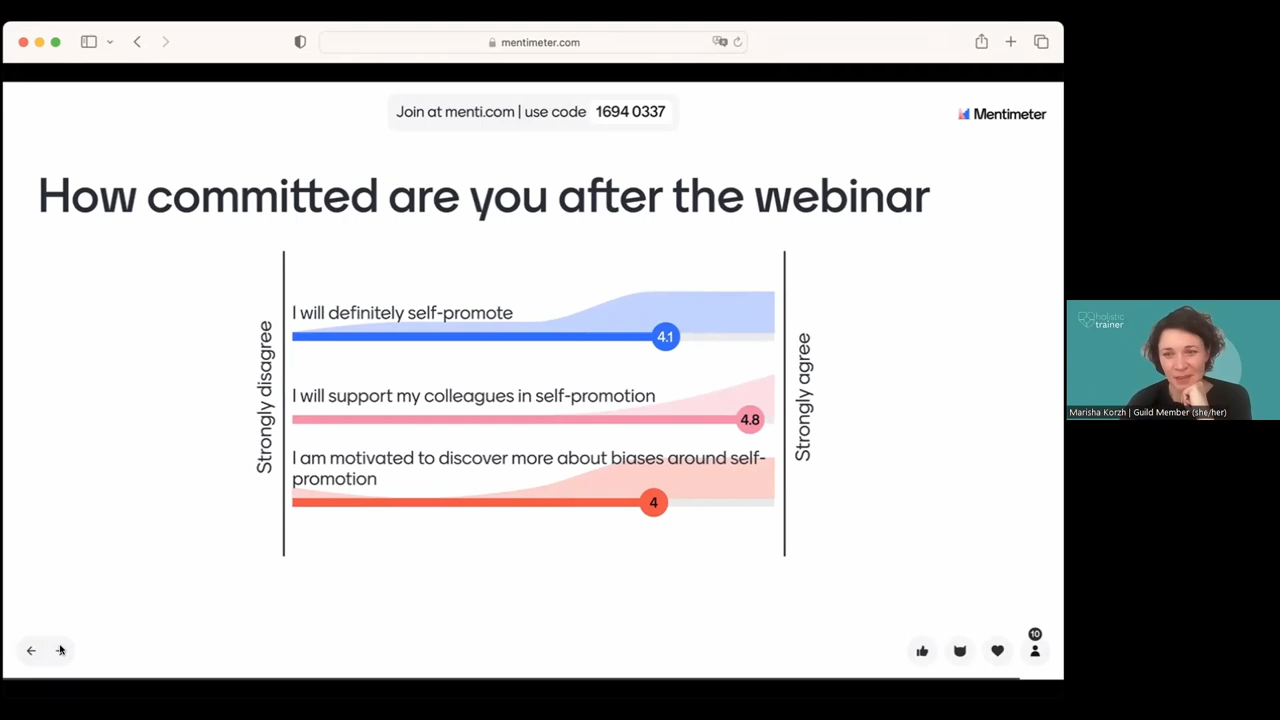 mentimeter.com
Join at menti.com | use code 1694 0337
Mentimeter
How committed are you after the webinar
Strongly disagree
I will definitely self-promote
4.1
I will support my colleagues in self-promotion
4.8
I am motivated to discover more about biases around self-
promotion
4
Strongly agree
holistic
trainer
Marisha Korzh | Guild Member (she/her)
10